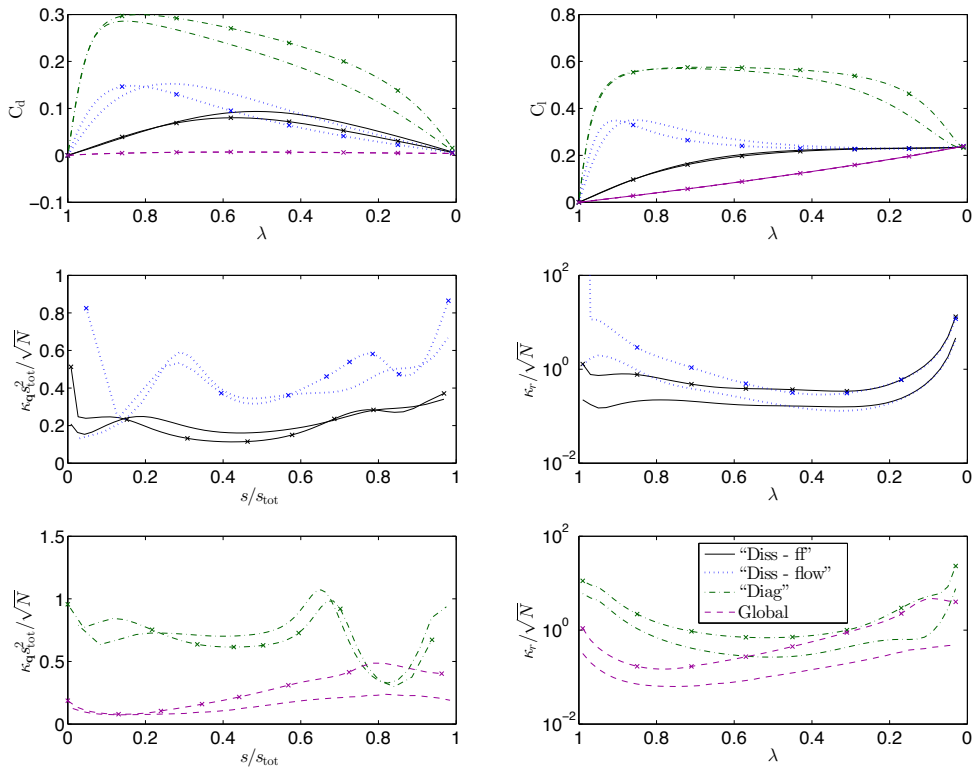 0.3
0.2
0.1
0
−0.1
C_d
1 0.8 0.6 0.4 0.2 0
λ
0.8
0.6
0.4
0.2
0
C_l
1 0.8 0.6 0.4 0.2 0
λ
1
0.8
0.6
0.4
0.2
0
κ_q s²_tot/√N
0 0.2 0.4 0.6 0.8 1
s/s_tot
10²
10⁰
10⁻²
κ_r/√N
1 0.8 0.6 0.4 0.2 0
λ
1.5
1
0.5
0
κ_q s²_tot/√N
0 0.2 0.4 0.6 0.8 1
s/s_tot
10²
10⁰
10⁻²
κ_r/√N
1 0.8 0.6 0.4 0.2 0
λ
“Diss - ff”
“Diss - flow”
“Diag”
Global